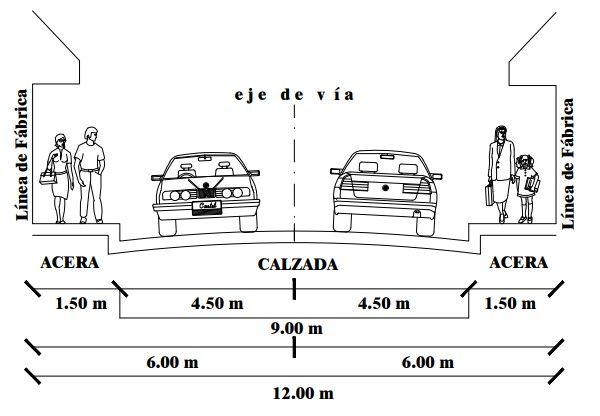 eje de vía
Línea de Fábrica
Línea de Fábrica
ACERA
CALZADA
ACERA
1.50 m
4.50 m
4.50 m
1.50 m
9.00 m
6.00 m
6.00 m
12.00 m